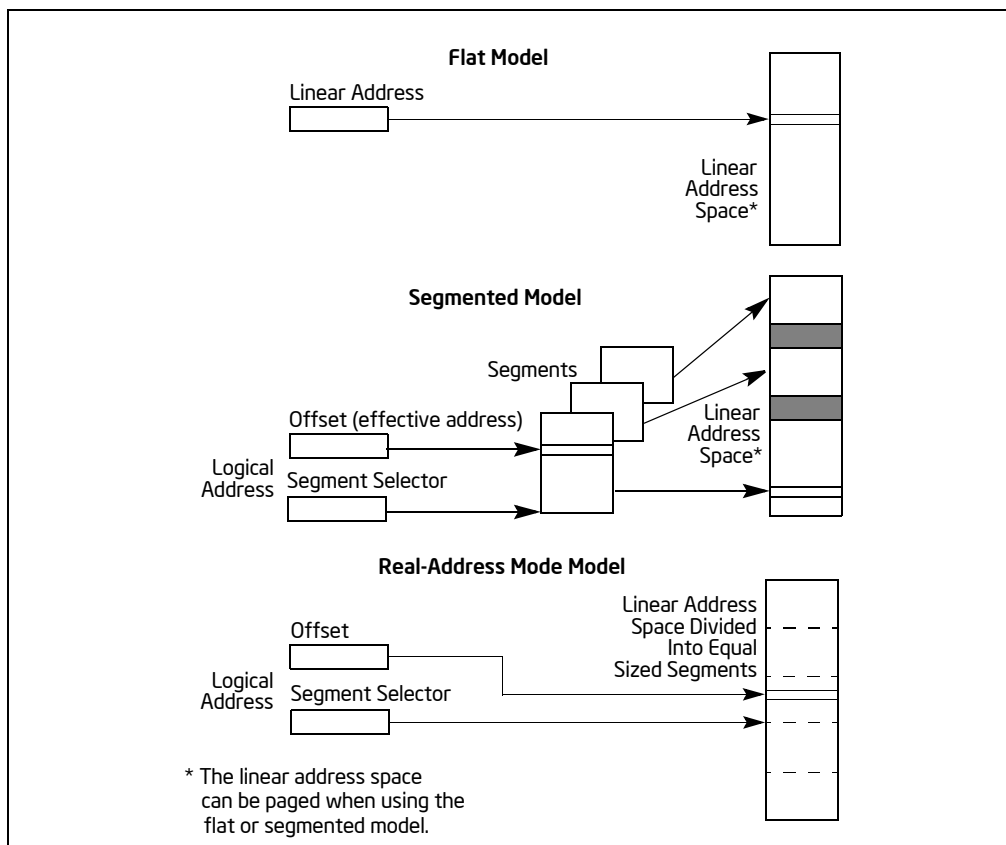 Flat Model
Linear Address
Linear
Address
Space*
Segmented Model
Segments
Offset (effective address)
Logical
Address
Segment Selector
Linear
Address
Space*
Real-Address Mode Model
Linear Address
Space Divided
Into Equal
Sized Segments
Offset
Logical
Address
Segment Selector
* The linear address space
can be paged when using the
flat or segmented model.